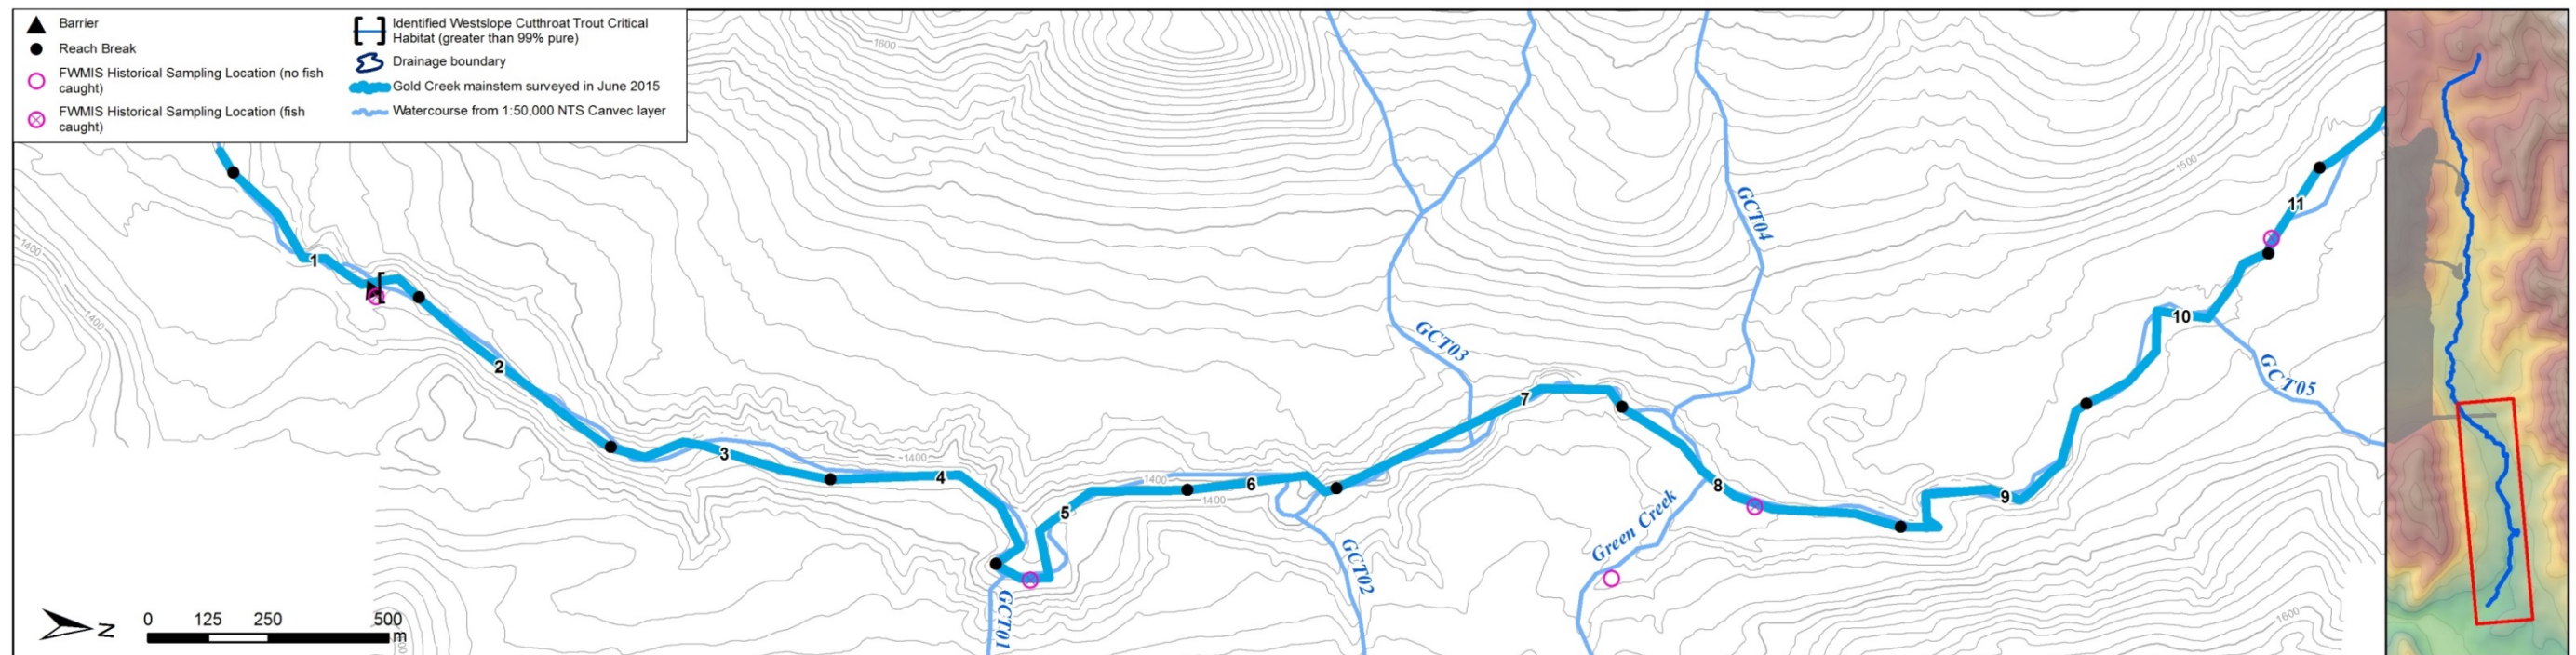 Barrier
Reach Break
FWMIS Historical Sampling Location (no fish
caught)
FWMIS Historical Sampling Location (fish
caught)
Identified Westslope Cutthroat Trout Critical
Habitat (greater than 99% pure)
Drainage boundary
Gold Creek mainstem surveyed in June 2015
Watercourse from 1:50,000 NTS Canvec layer
1600
1400
1400
1
2
3
1400
4
5
1400
1400
6
GCT01
GCT02
GCT03
7
GCT04
8
Green Creek
9
10
11
1500
GCT05
1600
N
0 125 250 500
m